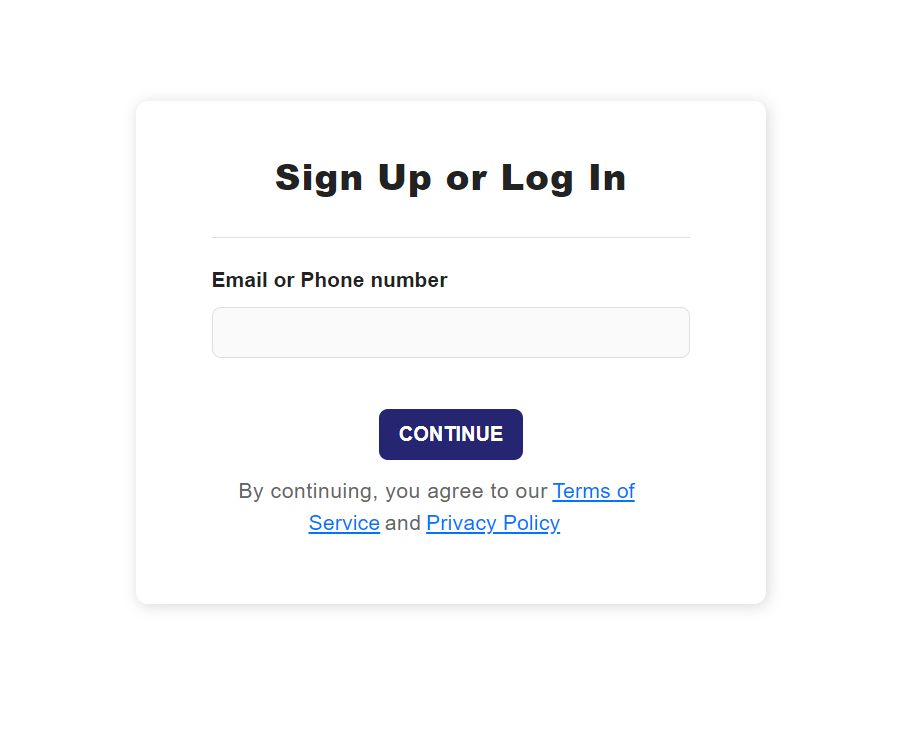 Sign Up or Log In
Email or Phone number
CONTINUE
By continuing, you agree to our Terms of
Service and Privacy Policy